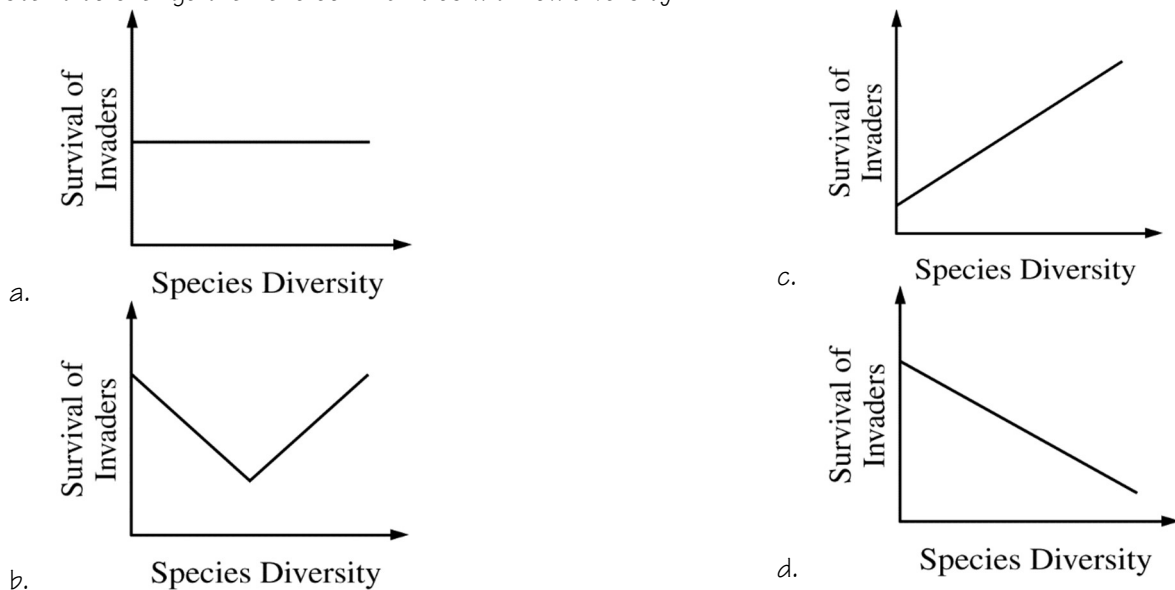 Survival of
Invaders
Species Diversity
a.
Survival of
Invaders
Species Diversity
b.
Survival of
Invaders
Species Diversity
c.
Survival of
Invaders
Species Diversity
d.